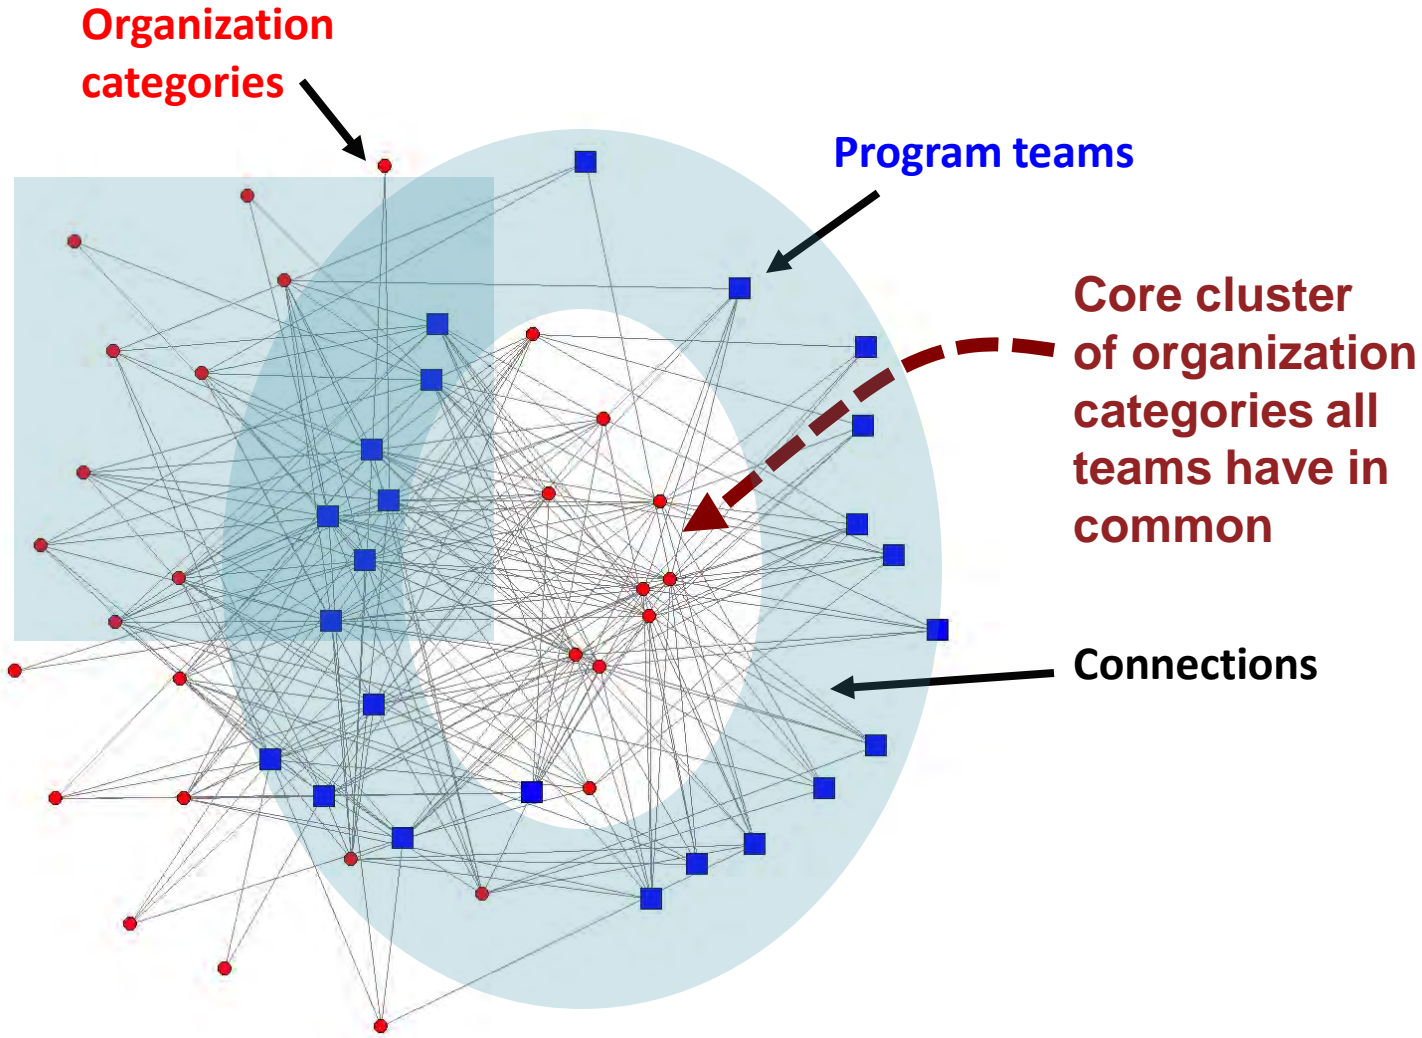 Organization
categories
Program teams
Core cluster
of organization
categories all
teams have in
common
Connections